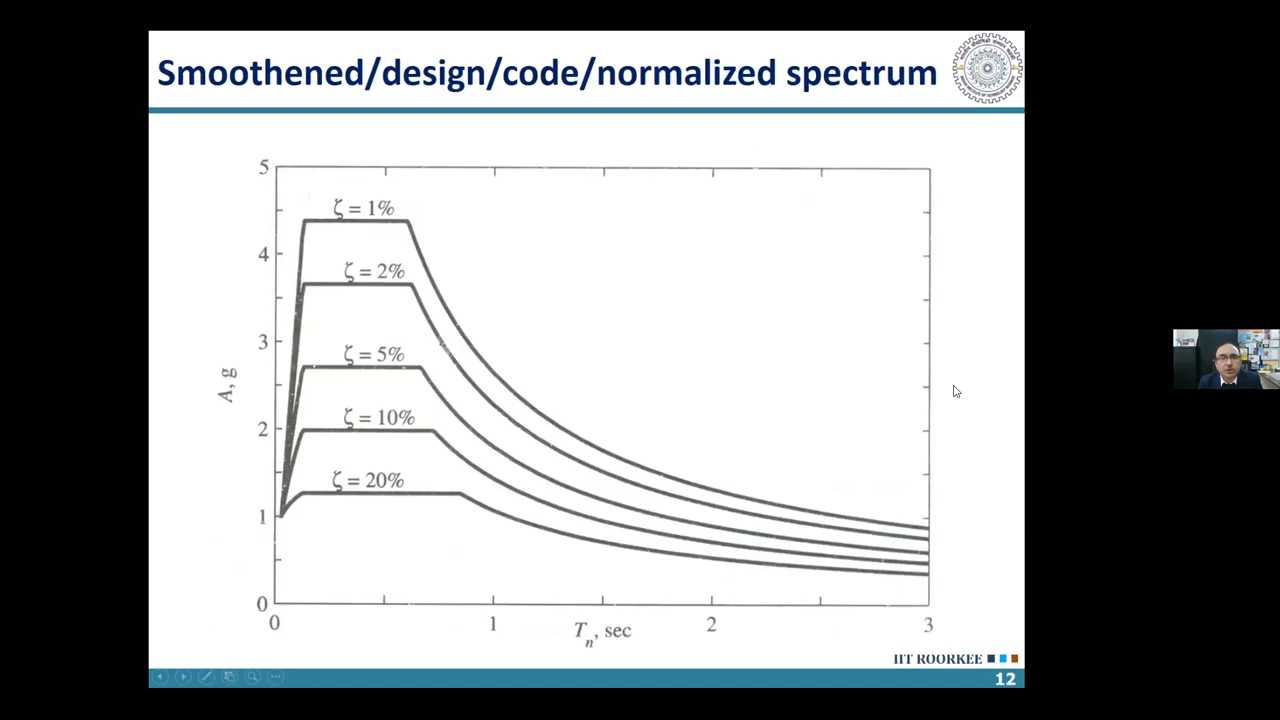 Smoothened/design/code/normalized spectrum
5
ζ = 1%
4
ζ = 2%
3
ζ = 5%
A, g
2
ζ = 10%
ζ = 20%
1
0
0
1
2
3
Tn, sec
IIT ROORKEE
12